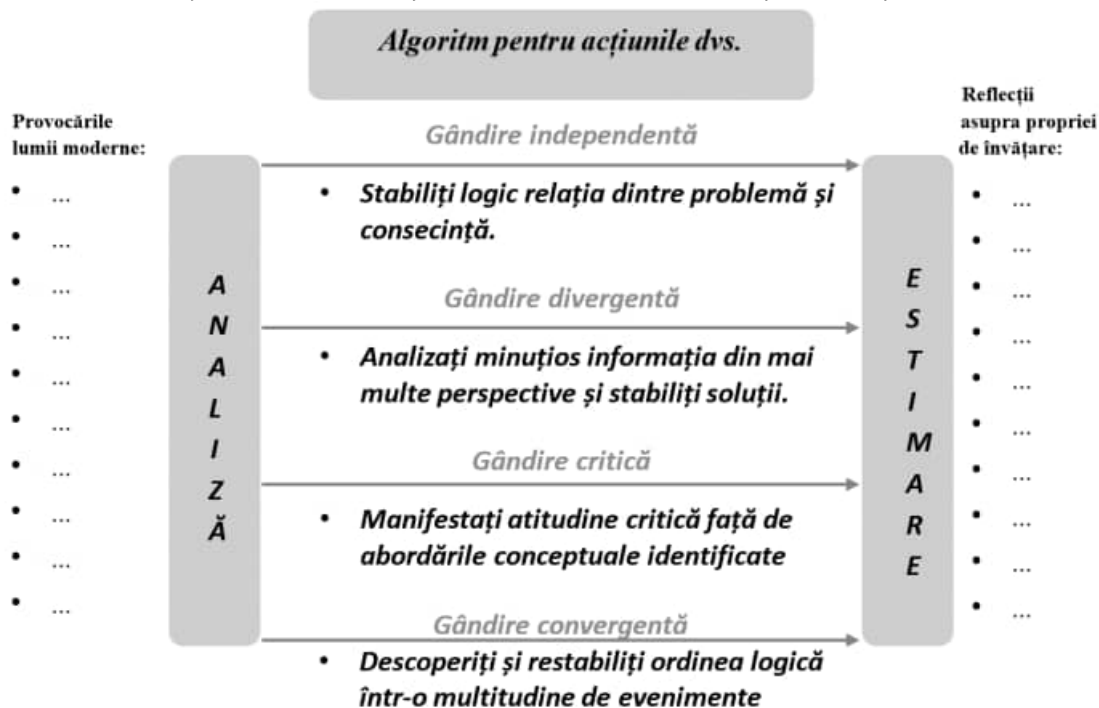 Algoritm pentru acțiunile dvs.
Provocările
lumii moderne:
• ...
• ...
• ...
• ...
• ...
• ...
• ...
• ...
• ...
• ...
A
N
A
L
I
Z
Ă
Gândire independentă
• Stabiliți logic relația dintre problemă și
consecință.
Gândire divergentă
• Analizați minuțios informația din mai
multe perspective și stabiliți soluții.
Gândire critică
• Manifestați atitudine critică față de
abordările conceptuale identificate
Gândire convergentă
• Descoperiți și restabiliți ordinea logică
într-o multitudine de evenimente
E
S
T
I
M
A
R
E
Reflecții
asupra propriei
de învățare:
• ...
• ...
• ...
• ...
• ...
• ...
• ...
• ...
• ...
• ...